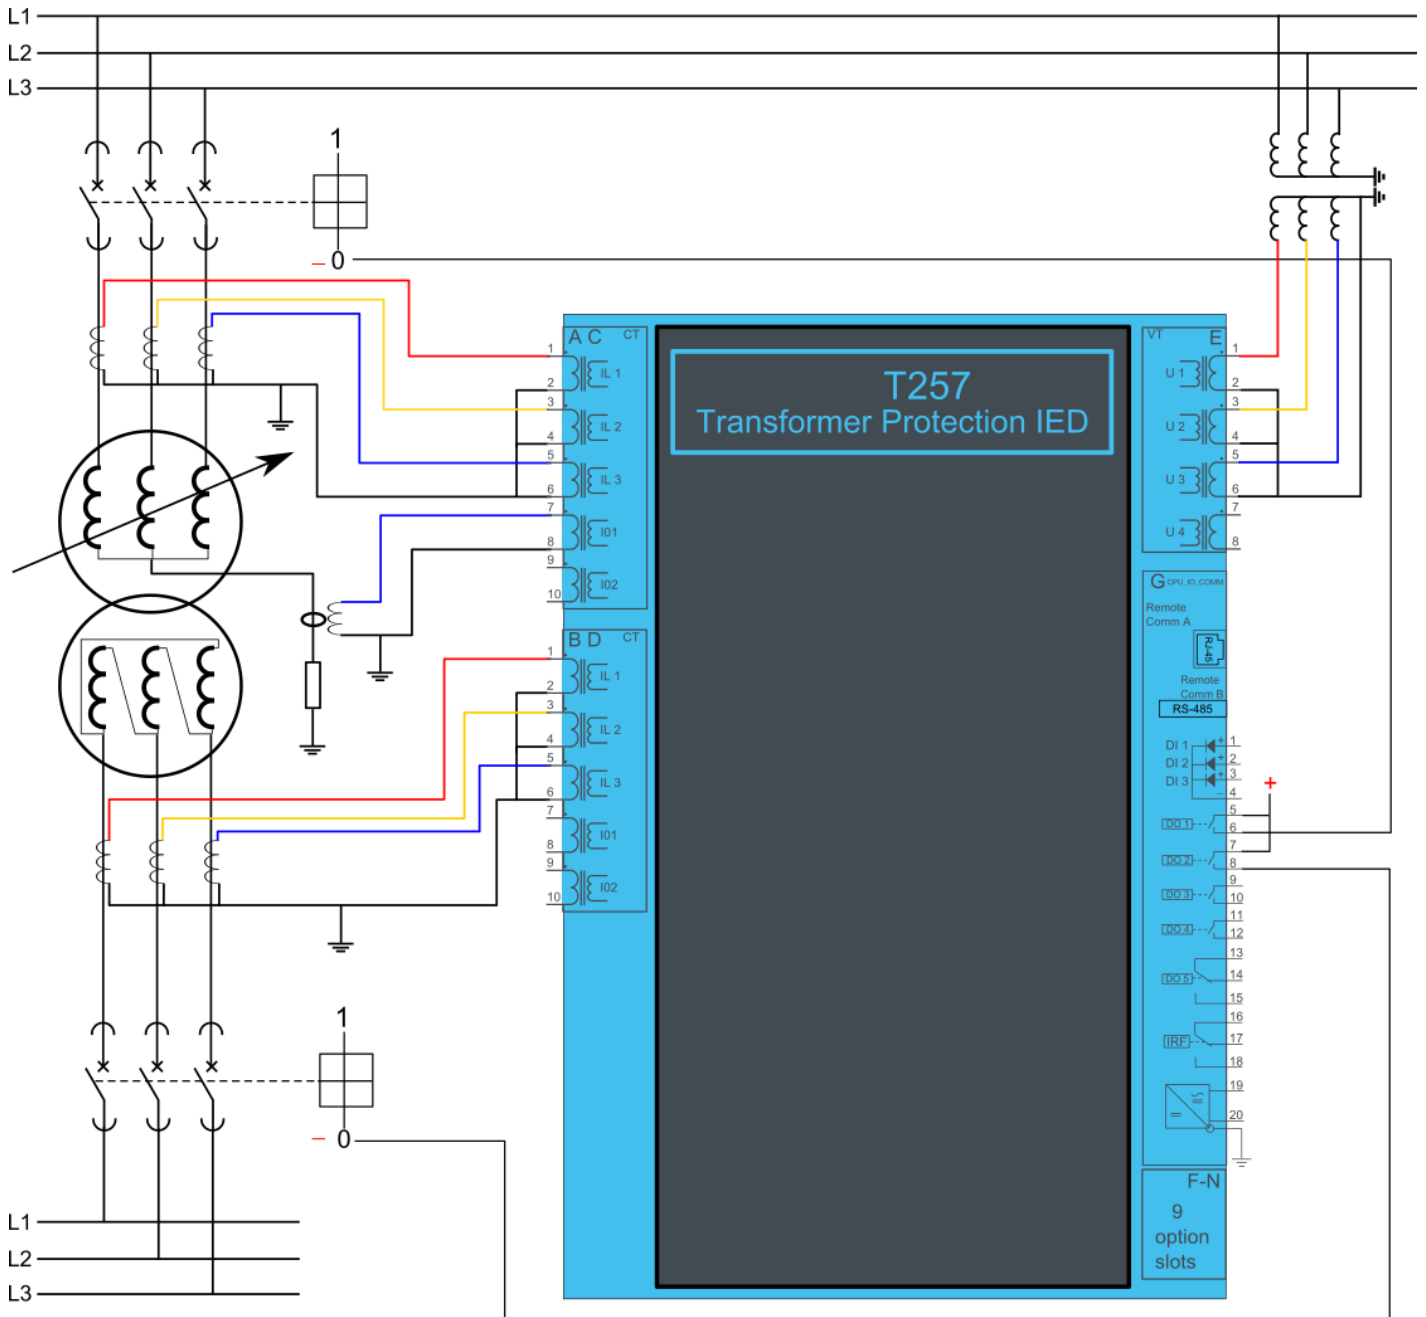 L1
L2
L3
1
– 0
A C CT
1
IL 1
2
3
IL 2
4
5
IL 3
6
7
I01
8
9
I02
10
B D CT
1
IL 1
2
3
IL 2
4
5
IL 3
6
7
I01
8
9
I02
10
T257
Transformer Protection IED
VT E
1
U 1
2
3
U 2
4
5
U 3
6
7
U 4
8
G CPU_IO_COMM
Remote
Comm A
RJ-45
Remote
Comm B
RS-485
DI 1 + 1
DI 2 + 2
DI 3 + 3
– 4
+
5
DO 1
6
7
DO 2
8
9
DO 3
10
11
DO 4
12
13
DO 5 14
15
16
IRF 17
18
19
20
F-N
9
option
slots
1
– 0
L1
L2
L3